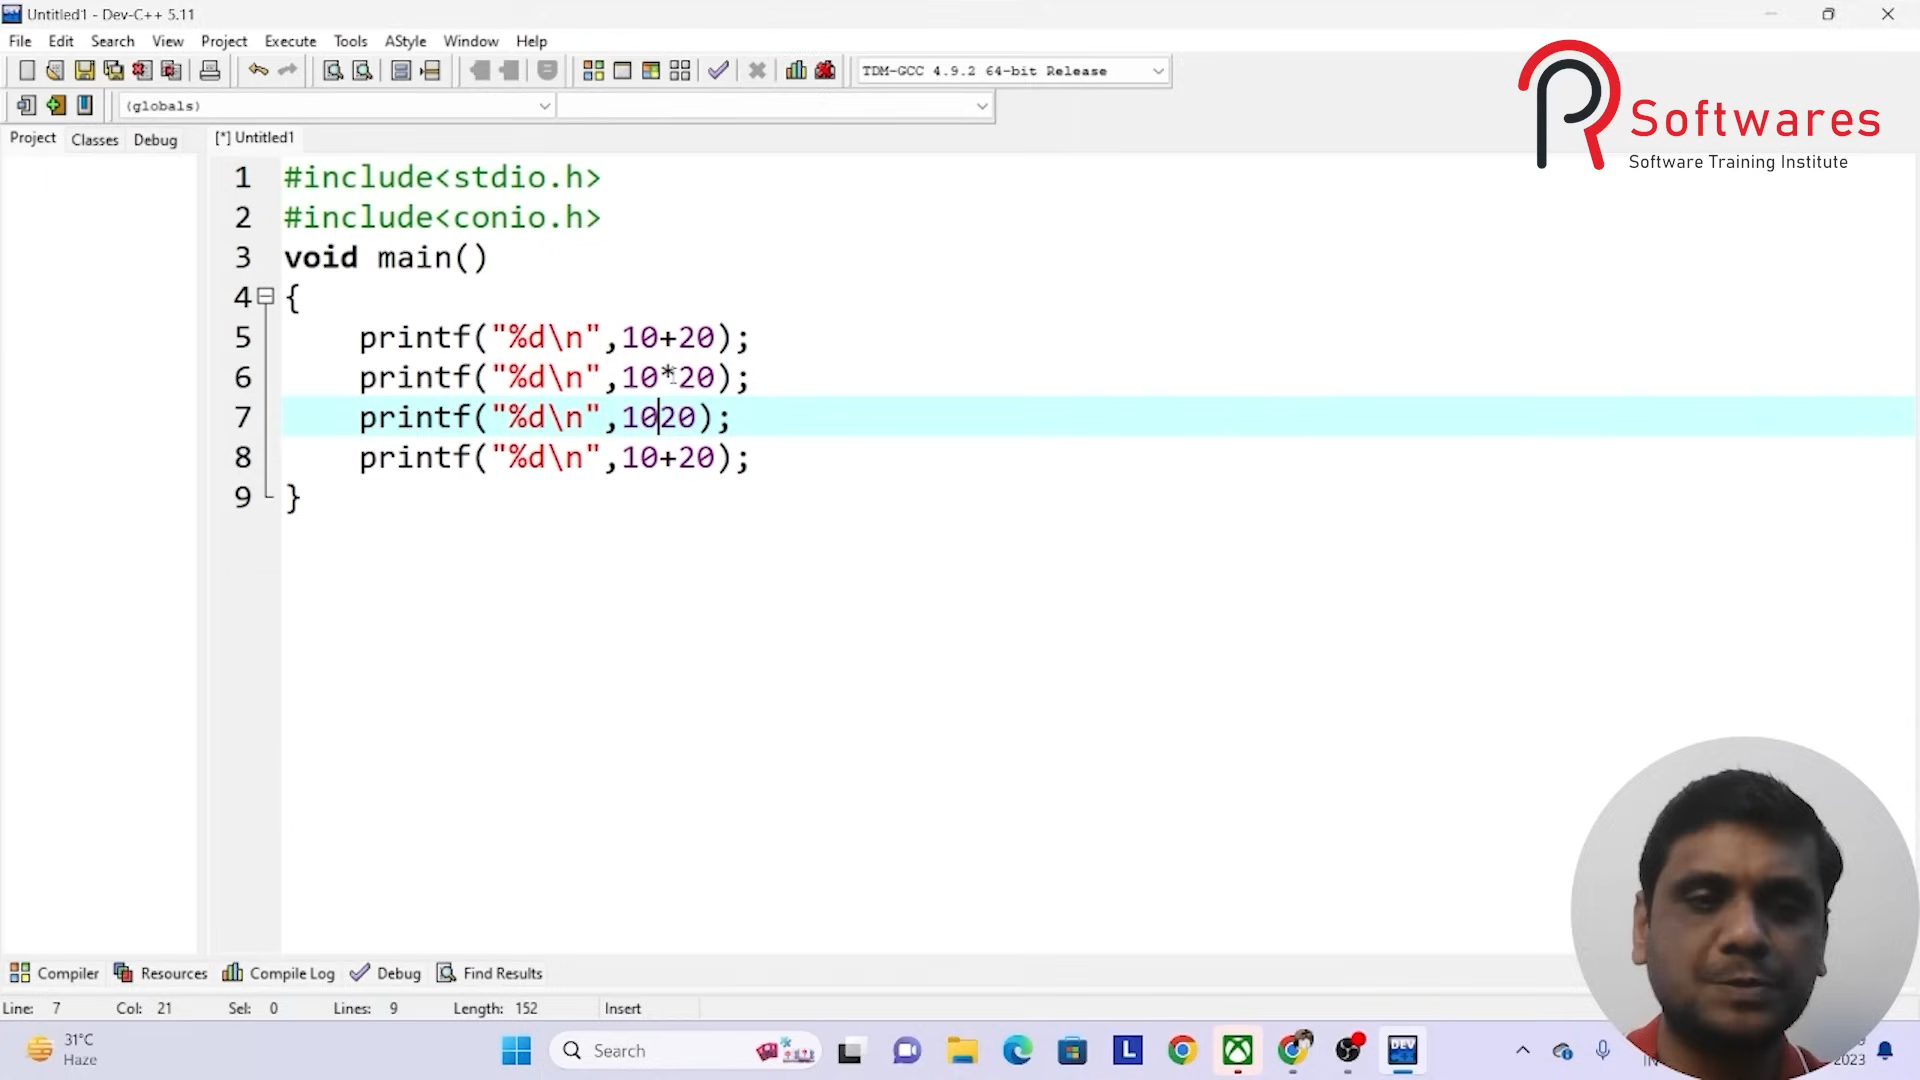 Untitled1 - Dev-C++ 5.11
File Edit Search View Project Execute Tools AStyle Window Help
TDM-GCC 4.9.2 64-bit Release
(globals)
Project Classes Debug [*] Untitled1
Softwares
Software Training Institute
1 #include<stdio.h>
2 #include<conio.h>
3 void main()
4 {
5 printf("%d\n",10+20);
6 printf("%d\n",10*20);
7 printf("%d\n",1020);
8 printf("%d\n",10+20);
9 }
Compiler Resources Compile Log Debug Find Results
Line: 7 Col: 21 Sel: 0 Lines: 9 Length: 152 Insert
31°C
Haze
Search
L
DEV
2023